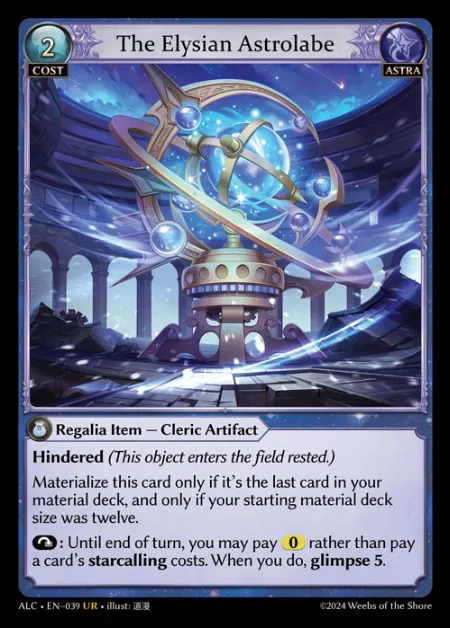 2
COST
The Elysian Astrolabe
ASTRA
Regalia Item — Cleric Artifact
Hindered (This object enters the field rested.)
Materialize this card only if it's the last card in your
material deck, and only if your starting material deck
size was twelve.
: Until end of turn, you may pay 0 rather than pay
a card's starcalling costs. When you do, glimpse 5.
ALC • EN-039 UR • illust: 道漫
©2024 Weebs of the Shore